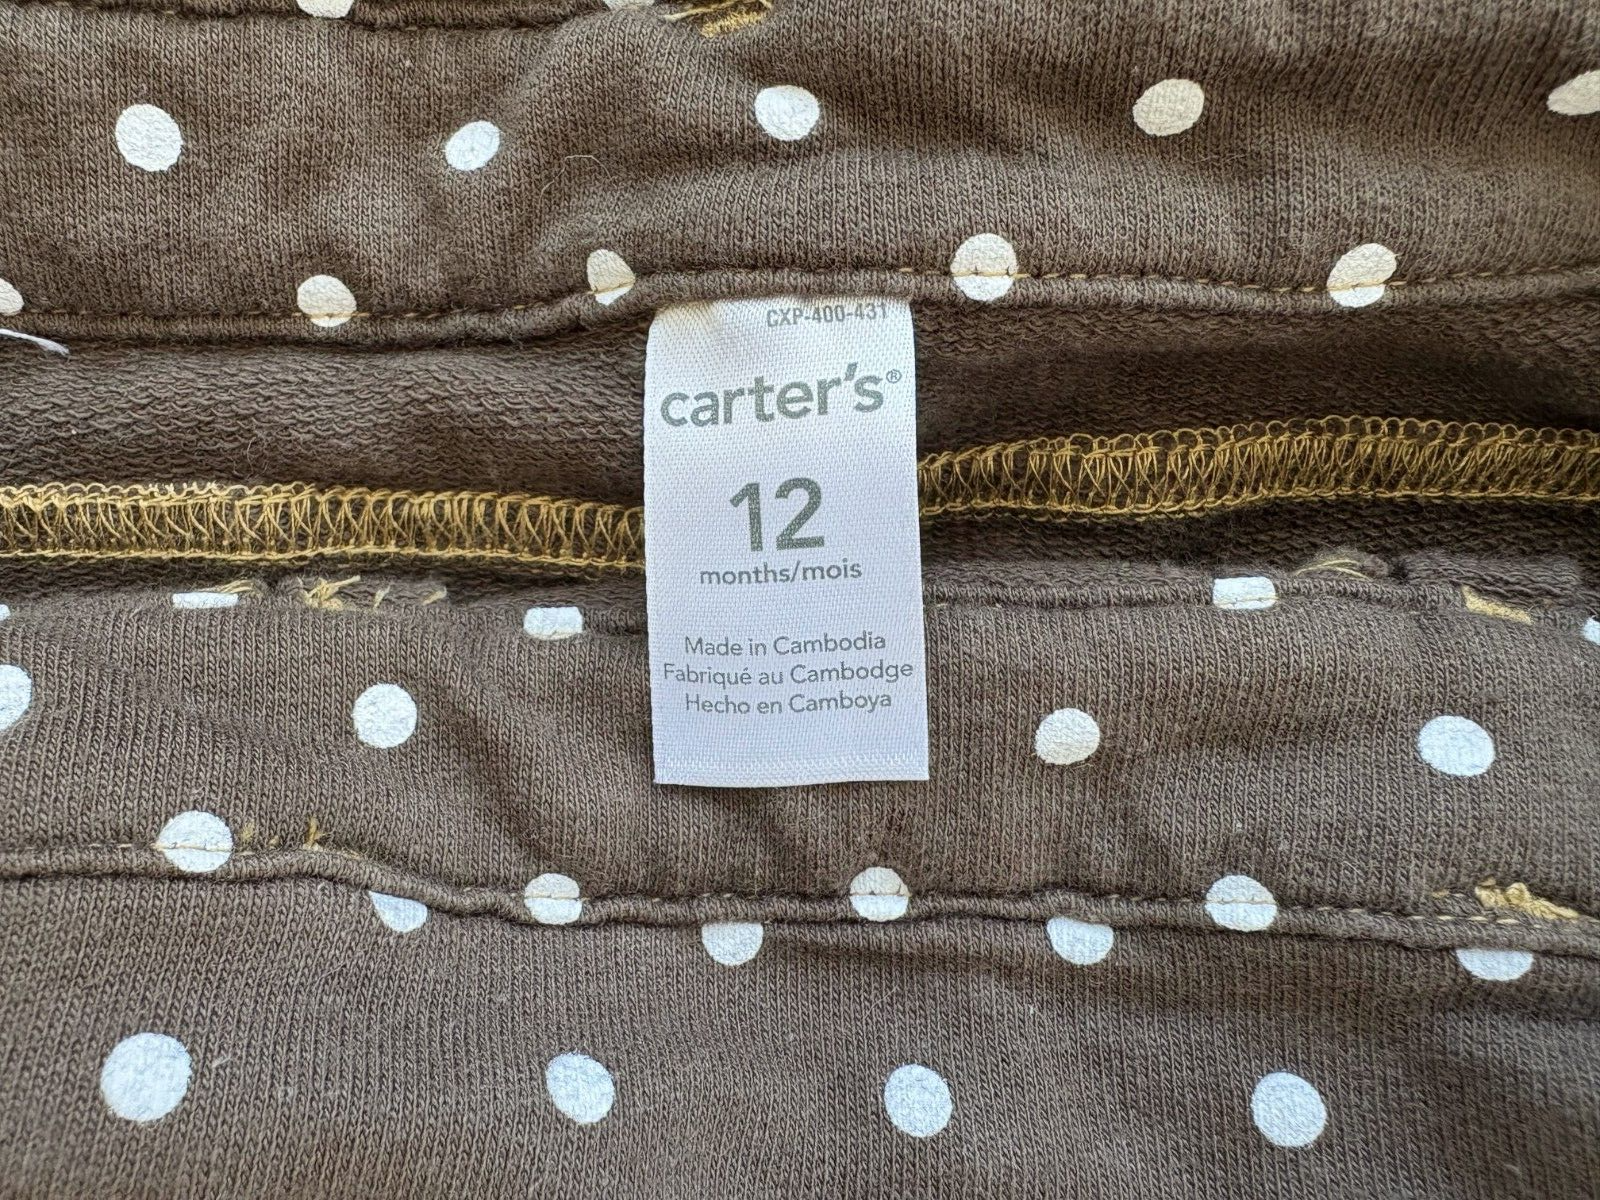 CXP-400-431
carter's®
12
months/mois
Made in Cambodia
Fabriqué au Cambodge
Hecho en Camboya